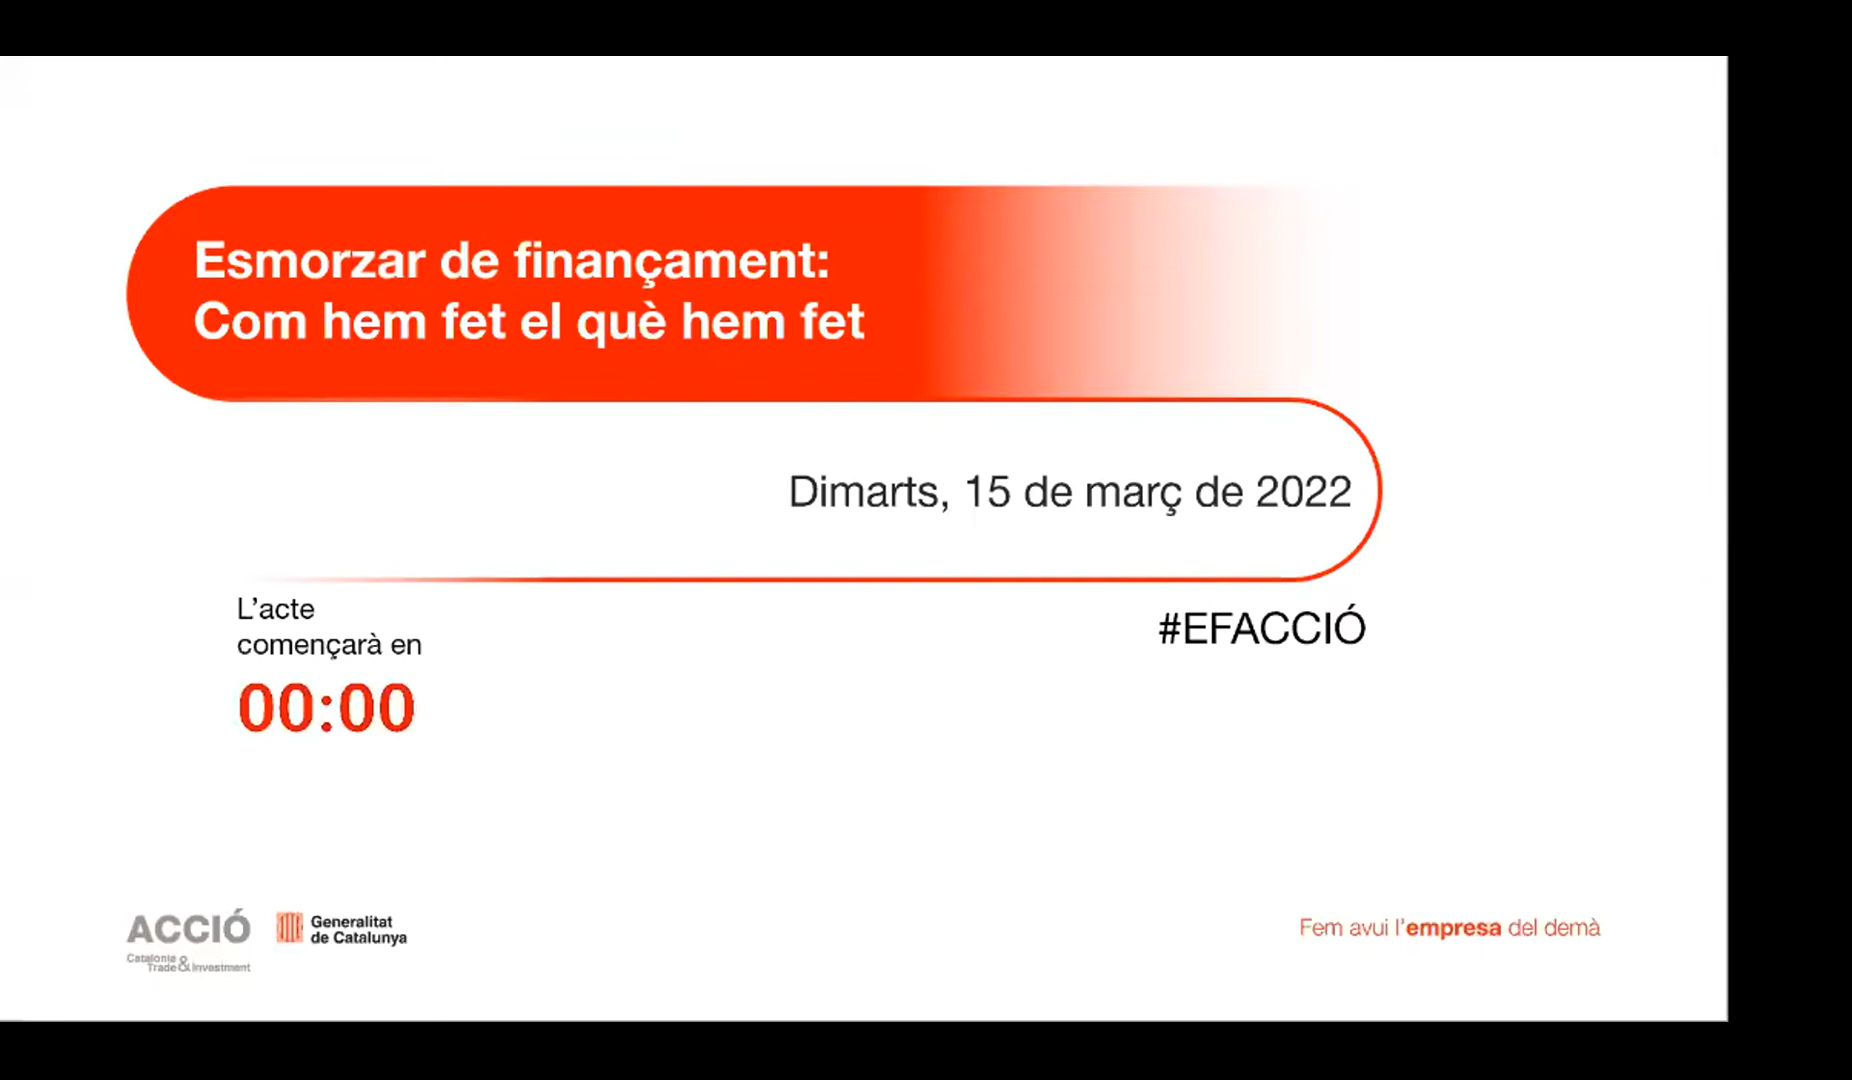 Esmorzar de finançament:
Com hem fet el què hem fet
Dimarts, 15 de març de 2022
L’acte
començarà en
00:00
#EFACCIÓ
ACCIÓ
Catalonia
Trade & Investment
Generalitat
de Catalunya
Fem avui l’empresa del demà